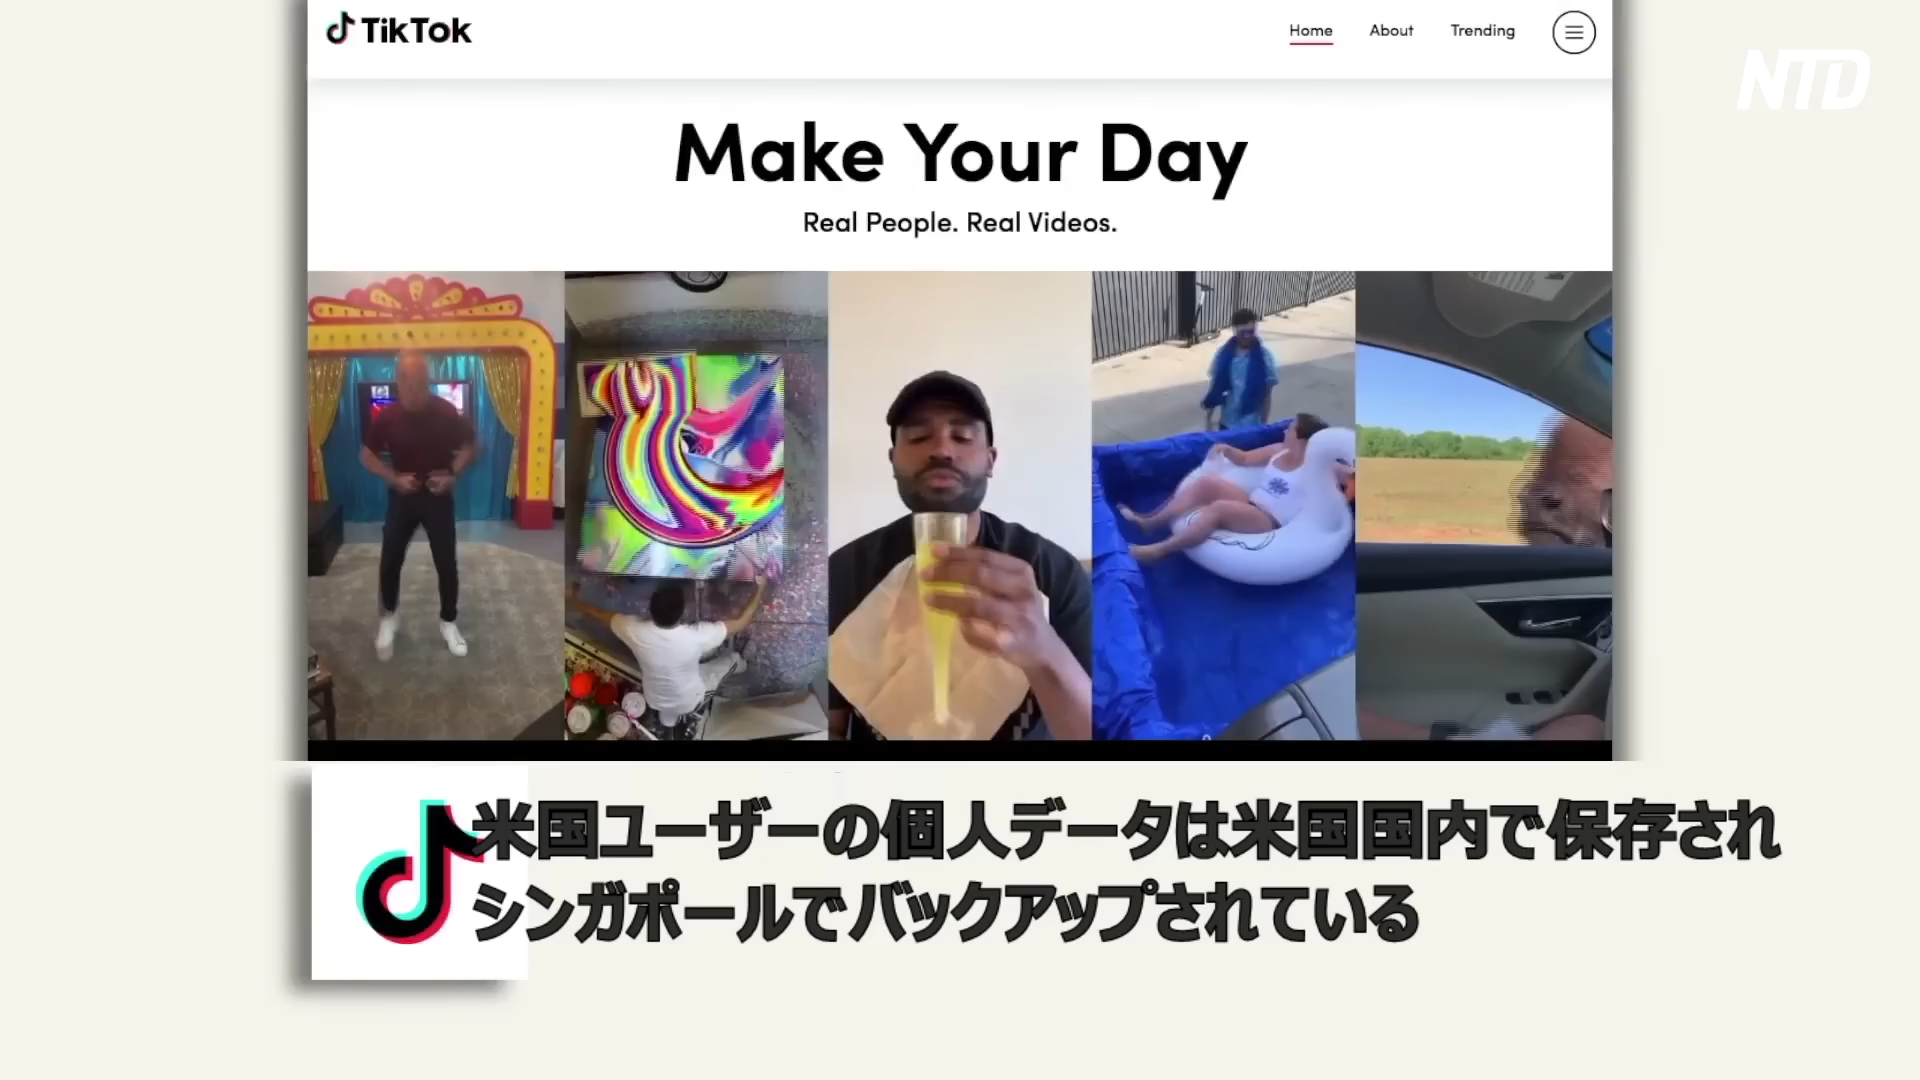 TikTok
Home
About
Trending
NTD
Make Your Day
Real People. Real Videos.
米国ユーザーの個人データは米国国内で保存され
シンガポールでバックアップされている